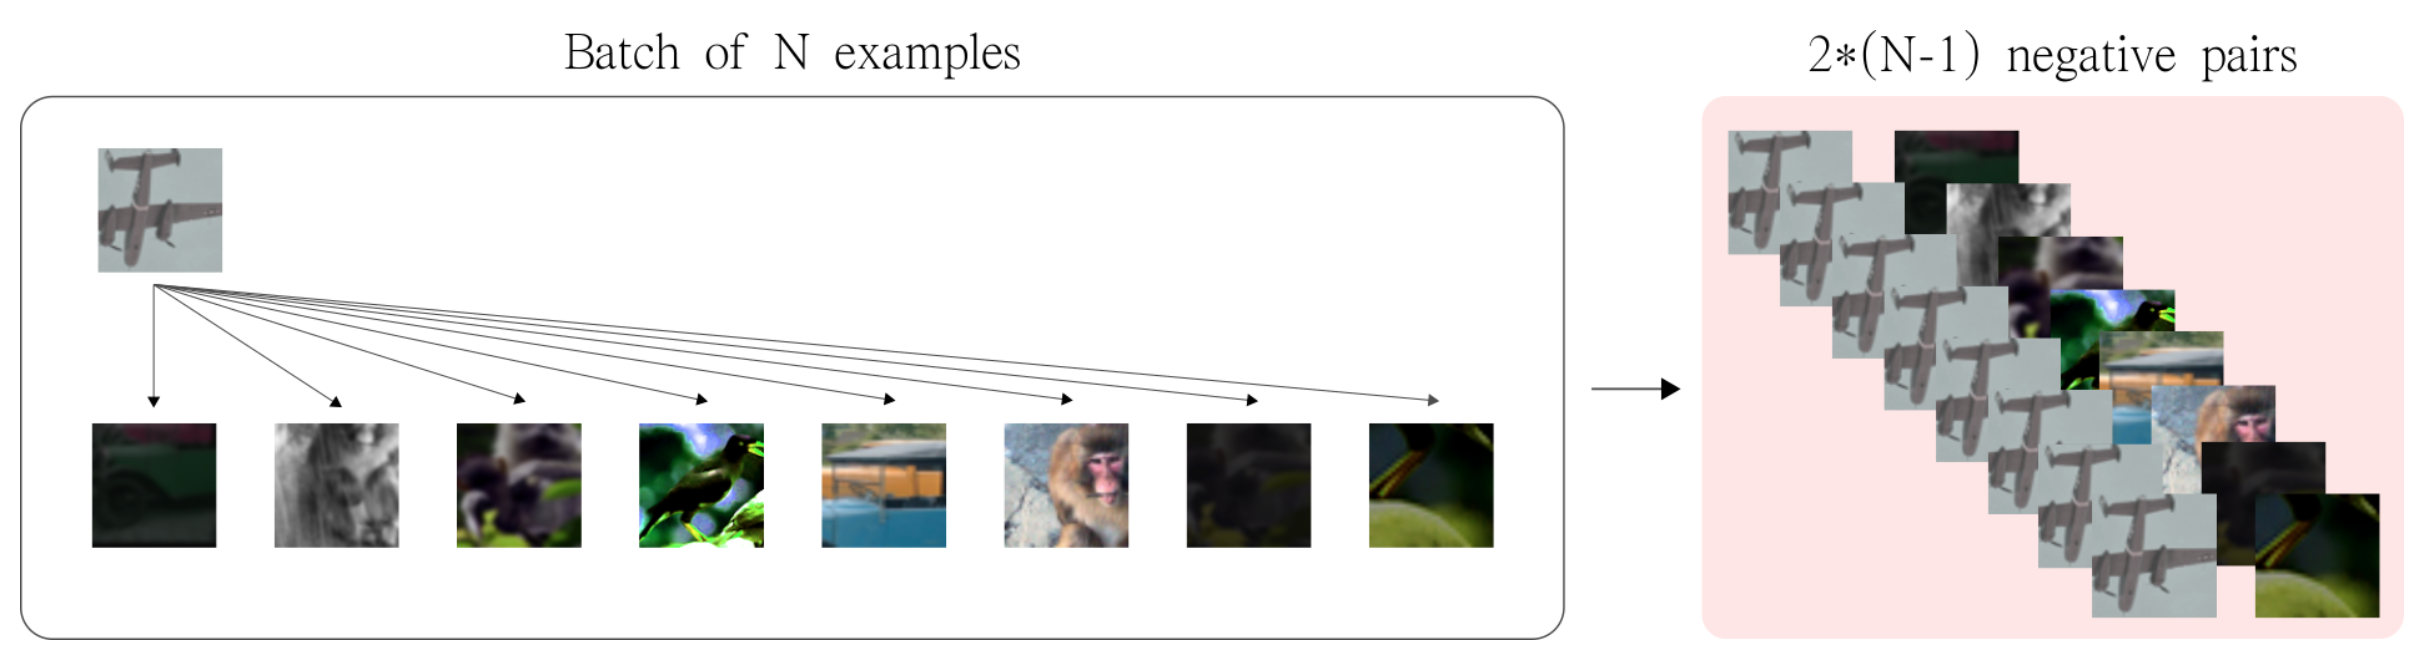 Batch of N examples
2*(N-1) negative pairs